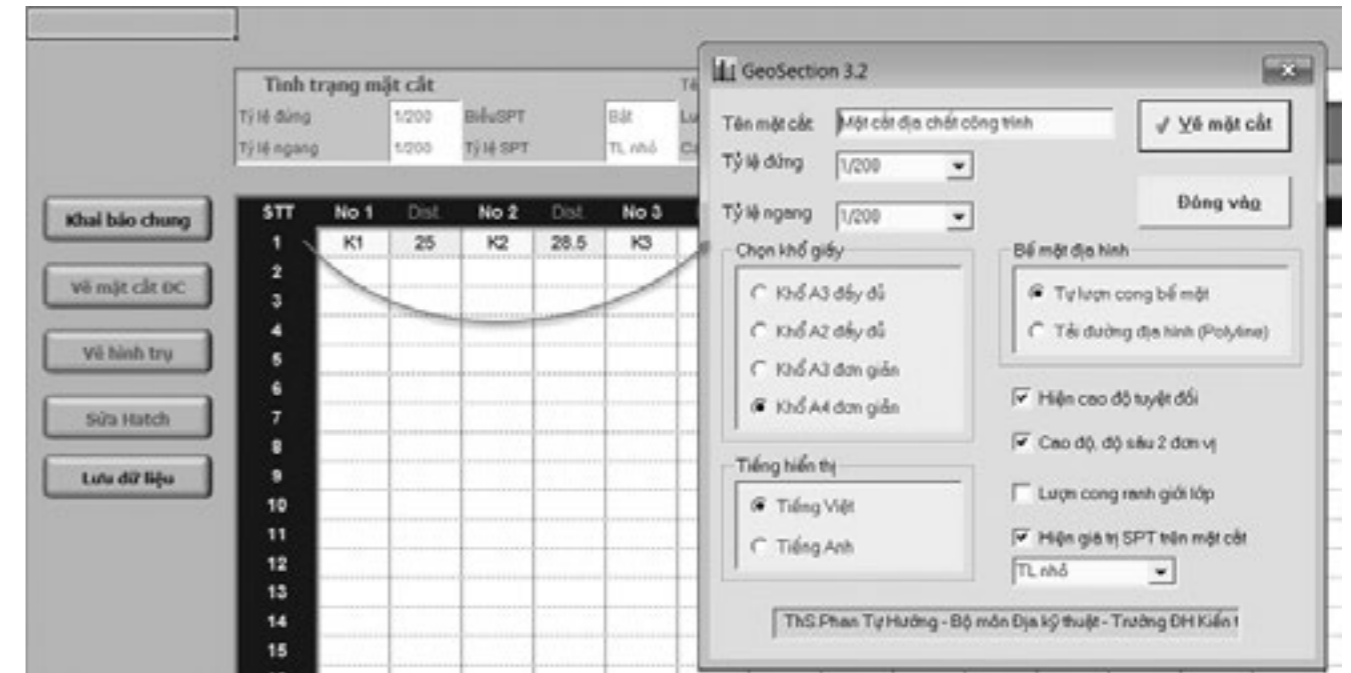 Tình trạng mặt cắt
Tỷ lệ đứng 1/200 BiểuSPT Bật
Tỷ lệ ngang 1/200 Tỷ lệ SPT TL nhỏ
STT No 1 Dist. No 2 Dist. No 3
1 K1 25 K2 28.5 K3
2
3
4
5
6
7
8
9
10
11
12
13
14
15
Khai báo chung
Vẽ mặt cắt ĐC
Vẽ hình trụ
Sửa Hatch
Lưu dữ liệu
GeoSection 3.2
Tên mặt cắt Mặt cắt địa chất công trình
Vẽ mặt cắt
Tỷ lệ đứng 1/200
Đóng vào
Tỷ lệ ngang 1/200
Chọn khổ giấy
Khổ A3 đầy đủ
Khổ A2 đầy đủ
Khổ A3 đơn giản
Khổ A4 đơn giản
Bề mặt địa hình
Tự lượn cong bề mặt
Tải đường địa hình (Polyline)
Hiện cao độ tuyệt đối
Cao độ, độ sâu 2 đơn vị
Lượn cong ranh giới lớp
Hiện giá trị SPT trên mặt cắt
TL nhỏ
Tiếng hiển thị
Tiếng Việt
Tiếng Anh
ThS.Phan Tự Hướng - Bộ môn Địa kỹ thuật - Trường ĐH Kiến t